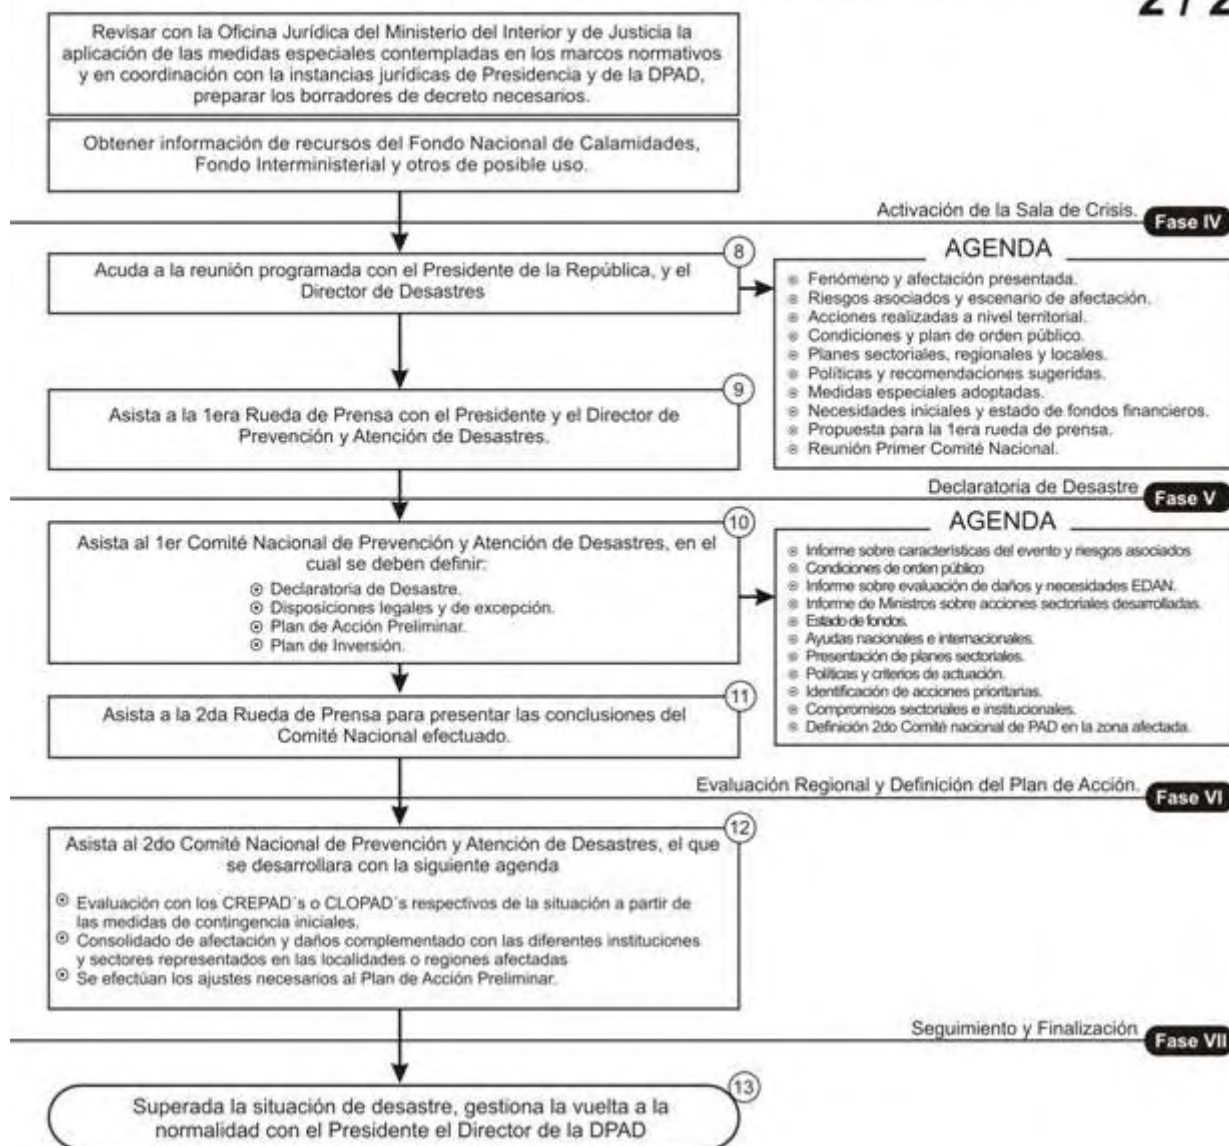 2 / 2
Revisar con la Oficina Jurídica del Ministerio del Interior y de Justicia la
aplicación de las medidas especiales contempladas en los marcos normativos
y en coordinación con la instancias jurídicas de Presidencia y de la DPAD,
preparar los borradores de decreto necesarios.
Obtener información de recursos del Fondo Nacional de Calamidades,
Fondo Interministerial y otros de posible uso.
Activación de la Sala de Crisis.
Fase IV
8
Acuda a la reunión programada con el Presidente de la República, y el
Director de Desastres
AGENDA
Fenómeno y afectación presentada.
Riesgos asociados y escenario de afectación.
Acciones realizadas a nivel territorial.
Condiciones y plan de orden público.
Planes sectoriales, regionales y locales.
Políticas y recomendaciones sugeridas.
Medidas especiales adoptadas.
Necesidades iniciales y estado de fondos financieros.
Propuesta para la 1era rueda de prensa.
Reunión Primer Comité Nacional.
9
Asista a la 1era Rueda de Prensa con el Presidente y el Director de
Prevención y Atención de Desastres.
Declaratoria de Desastre
Fase V
10
Asista al 1er Comité Nacional de Prevención y Atención de Desastres, en el
cual se deben definir:
Declaratoria de Desastre.
Disposiciones legales y de excepción.
Plan de Acción Preliminar.
Plan de Inversión.
AGENDA
Informe sobre características del evento y riesgos asociados
Condiciones de orden público
Informe sobre evaluación de daños y necesidades EDAN.
Informe de Ministros sobre acciones sectoriales desarrolladas.
Estado de fondos.
Ayudas nacionales e internacionales.
Presentación de planes sectoriales.
Políticas y criterios de actuación.
Identificación de acciones prioritarias.
Compromisos sectoriales e institucionales.
Definición 2do Comité nacional de PAD en la zona afectada.
11
Asista a la 2da Rueda de Prensa para presentar las conclusiones del
Comité Nacional efectuado.
Evaluación Regional y Definición del Plan de Acción.
Fase VI
12
Asista al 2do Comité Nacional de Prevención y Atención de Desastres, el que
se desarrollara con la siguiente agenda
Evaluación con los CREPAD´s o CLOPAD´s respectivos de la situación a partir de
las medidas de contingencia iniciales.
Consolidado de afectación y daños complementado con las diferentes instituciones
y sectores representados en las localidades o regiones afectadas
Se efectúan los ajustes necesarios al Plan de Acción Preliminar.
Seguimiento y Finalización
Fase VII
13
Superada la situación de desastre, gestiona la vuelta a la
normalidad con el Presidente el Director de la DPAD